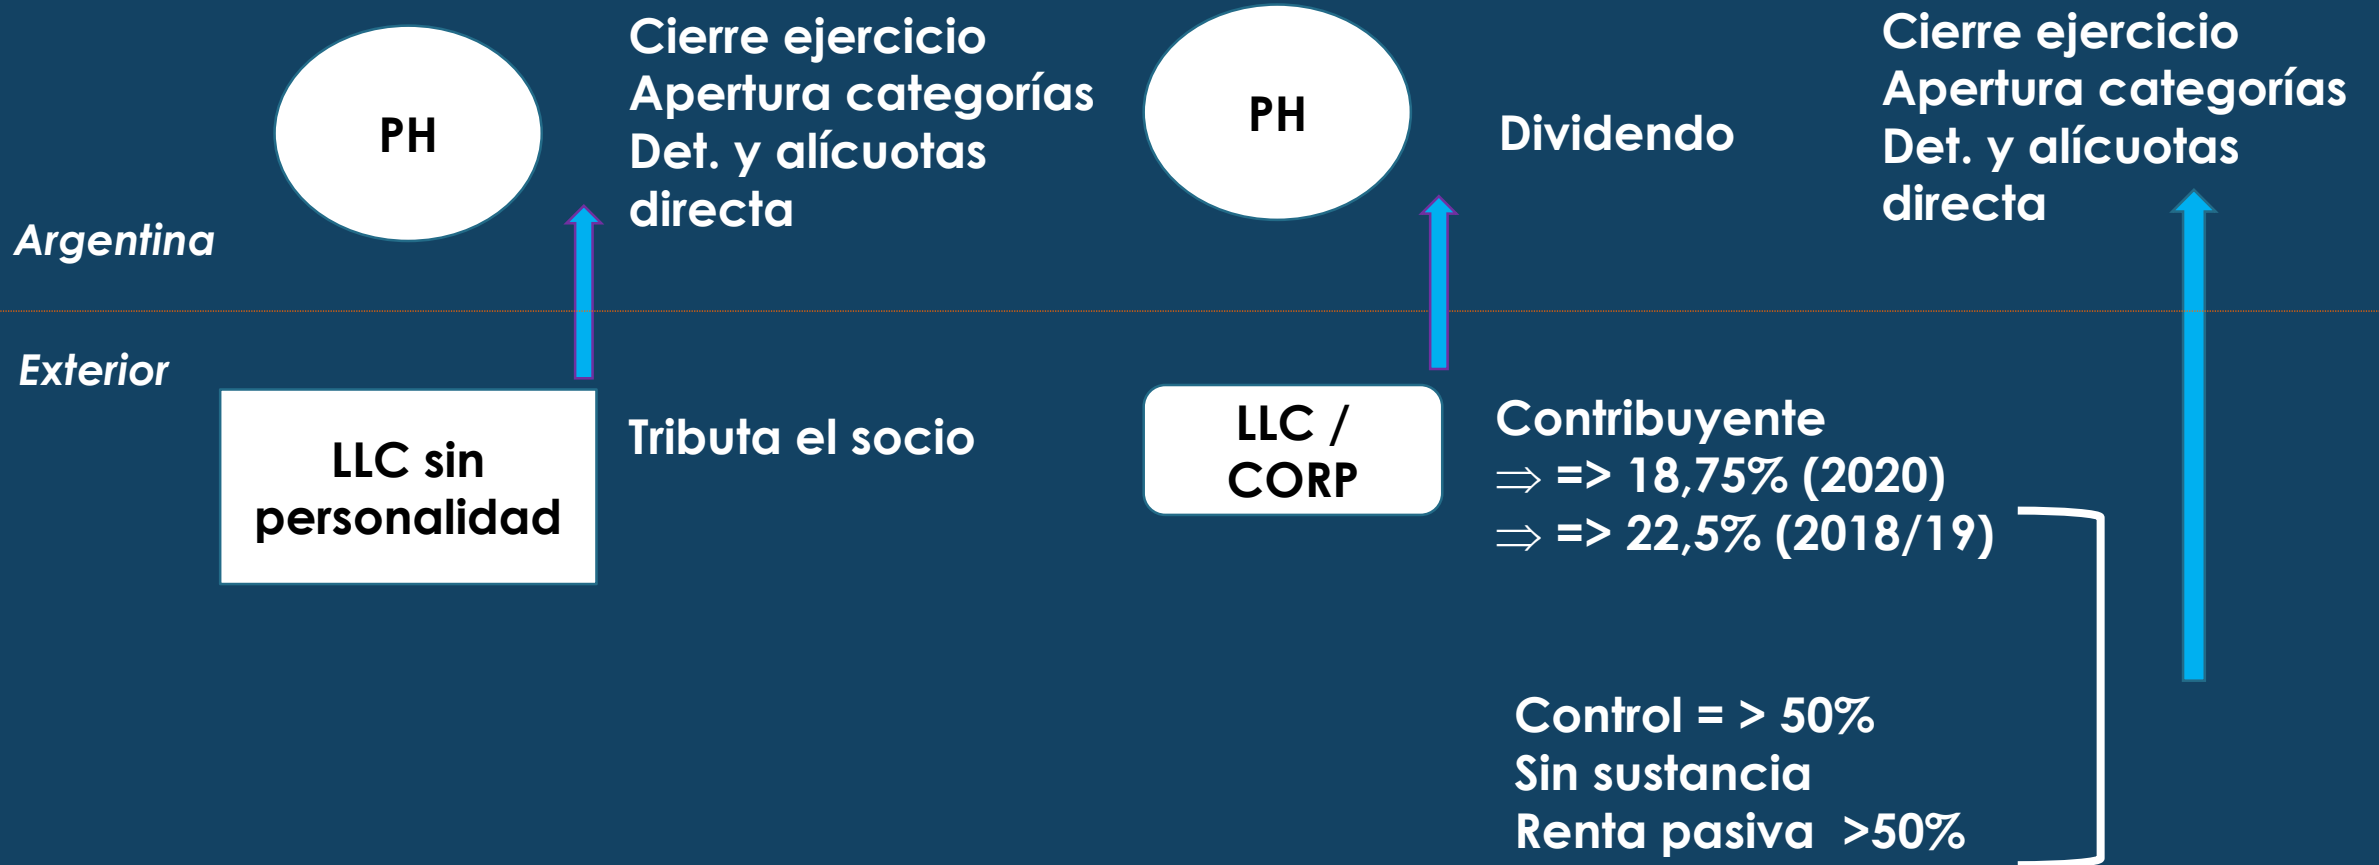 PH
Cierre ejercicio
Apertura categorías
Det. y alícuotas
directa
PH
Dividendo
Cierre ejercicio
Apertura categorías
Det. y alícuotas
directa
Argentina
Exterior
LLC sin
personalidad
Tributa el socio
LLC /
CORP
Contribuyente
⇒ => 18,75% (2020)
⇒ => 22,5% (2018/19)
Control = > 50%
Sin sustancia
Renta pasiva >50%